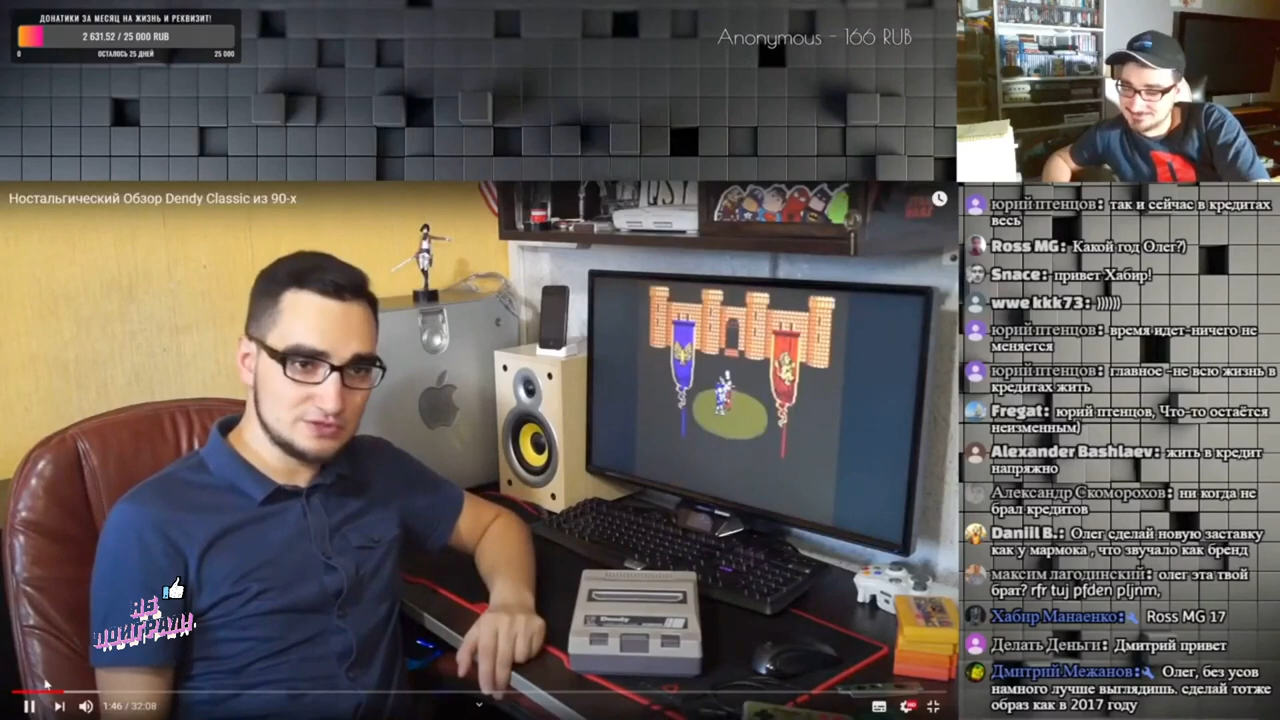 ДОНАТИКИ ЗА МЕСЯЦ НА ЖИЗНЬ И РЕКВИЗИТ!
2 631.52 / 25 000 RUB
0 ОСТАЛОСЬ 25 ДНЕЙ 25 000
Anonymous - 166 RUB
Ностальгический Обзор Dendy Classic из 90-х
Dendy
НЕ
ДОИГРАЛИ
1:46 / 32:08
HD
юрий птенцов: так и сейчас в кредитах
весь
Ross MG: Какой год Олег?)
Snace: привет Хабир!
wwe kkk73: ))))))
юрий птенцов: время идет-ничего не
меняется
юрий птенцов: главное -не всю жизнь в
кредитах жить
Fregat: юрий птенцов, Что-то остаётся
неизменным)
Alexander Bashlaev: жить в кредит
напряжно
Александр Скоморохов: ни когда не
брал кредитов
Daniil B.: Олег сделай новую заставку
как у мармока , что звучало как бренд
максим лагодинский: олег эта твой
брат? rfr tuj pfden pljnm,
Хабир Манаенко: Ross MG 17
Делать Деньги: Дмитрий привет
Дмитрий Межанов: Олег, без усов
намного лучше выглядишь. сделай тотже
образ как в 2017 году